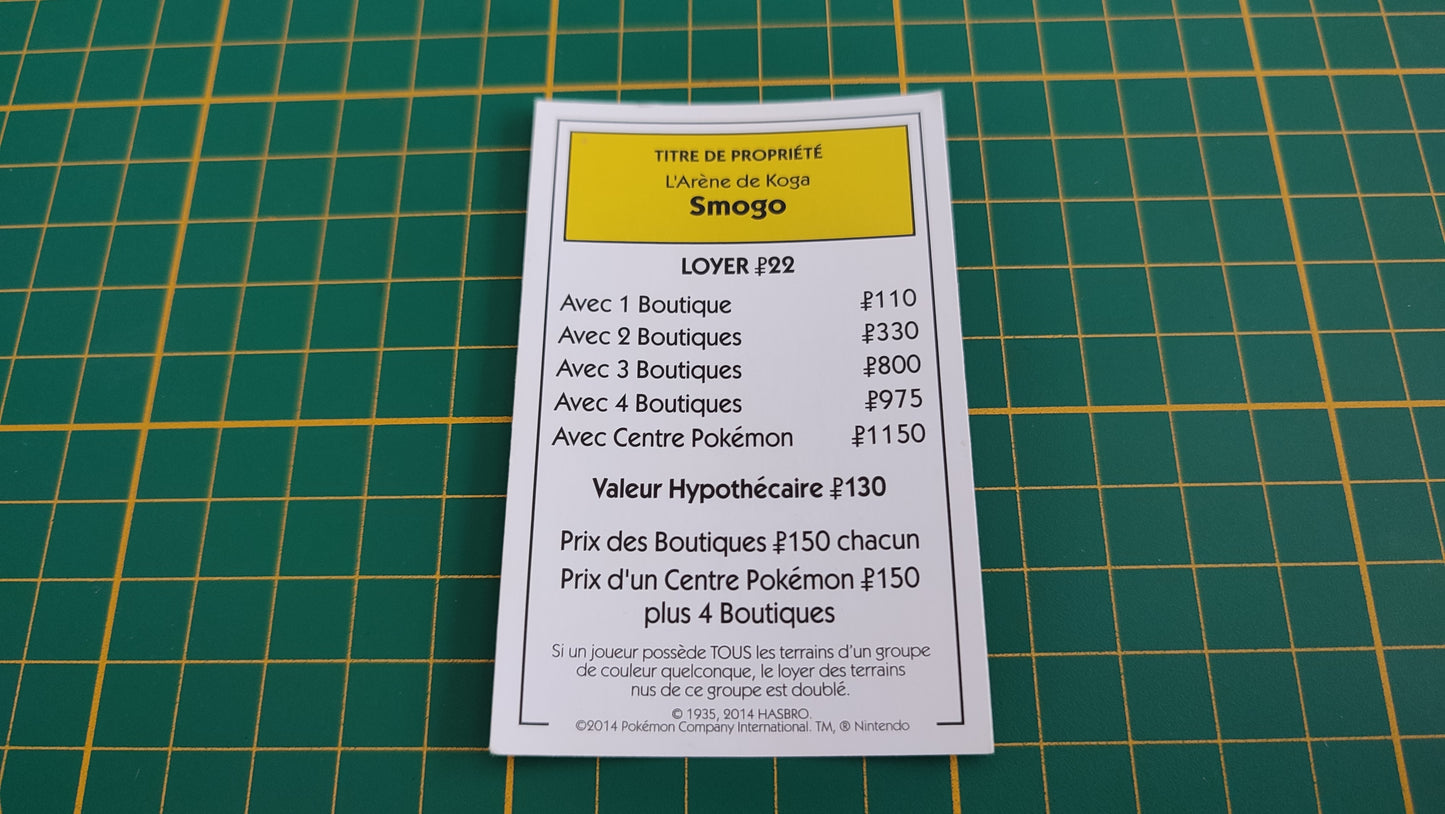 TITRE DE PROPRIÉTÉ
L'Arène de Koga
Smogo
LOYER ₽22
Avec 1 Boutique ₽110
Avec 2 Boutiques ₽330
Avec 3 Boutiques ₽800
Avec 4 Boutiques ₽975
Avec Centre Pokémon ₽1150
Valeur Hypothécaire ₽130
Prix des Boutiques ₽150 chacun
Prix d'un Centre Pokémon ₽150
plus 4 Boutiques
Si un joueur possède TOUS les terrains d'un groupe
de couleur quelconque, le loyer des terrains
nus de ce groupe est doublé.
© 1935, 2014 HASBRO.
©2014 Pokémon Company International. TM, ® Nintendo